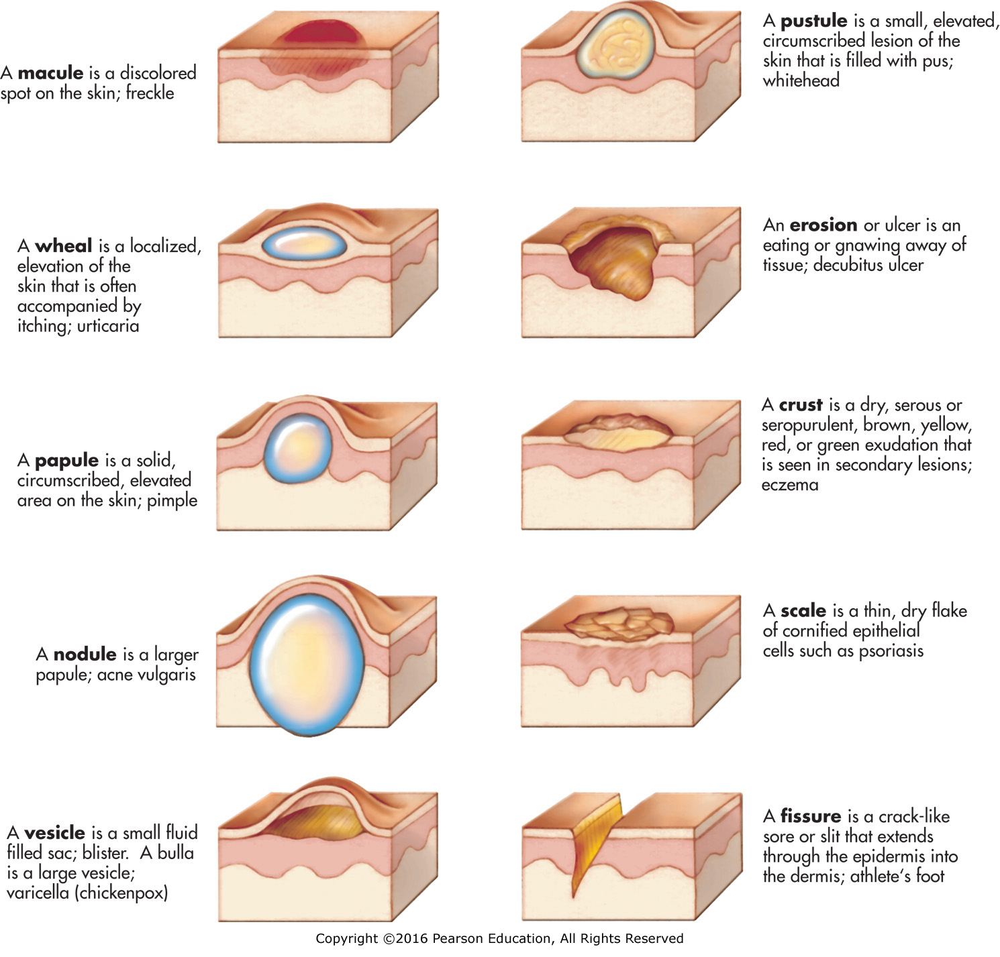 A macule is a discolored
spot on the skin; freckle
A wheal is a localized,
elevation of the
skin that is often
accompanied by
itching; urticaria
A papule is a solid,
circumscribed, elevated
area on the skin; pimple
A nodule is a larger
papule; acne vulgaris
A vesicle is a small fluid
filled sac; blister.  A bulla
is a large vesicle;
varicella (chickenpox)
A pustule is a small, elevated,
circumscribed lesion of the
skin that is filled with pus;
whitehead
An erosion or ulcer is an
eating or gnawing away of
tissue; decubitus ulcer
A crust is a dry, serous or
seropurulent, brown, yellow,
red, or green exudation that
is seen in secondary lesions;
eczema
A scale is a thin, dry flake
of cornified epithelial
cells such as psoriasis
A fissure is a crack-like
sore or slit that extends
through the epidermis into
the dermis; athlete‘s foot
Copyright ©2016 Pearson Education, All Rights Reserved